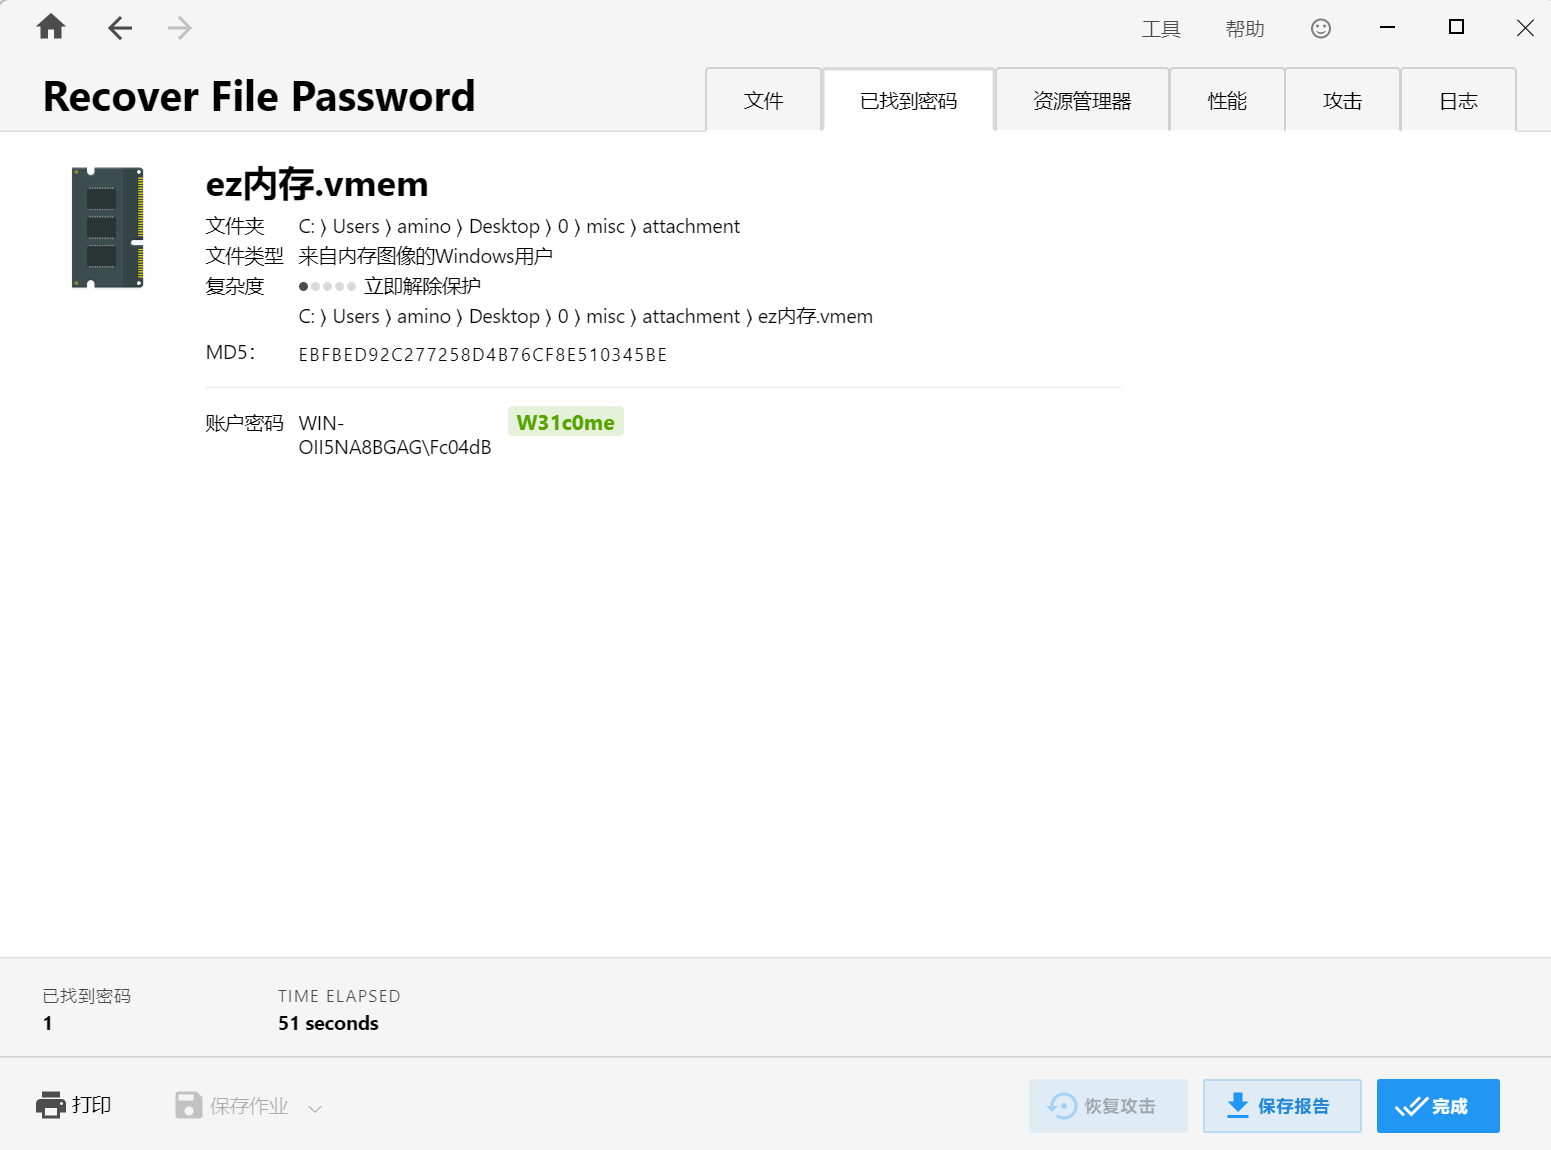 工具 帮助
Recover File Password
文件 已找到密码 资源管理器 性能 攻击 日志
ez内存.vmem
文件夹 C: ⟩ Users ⟩ amino ⟩ Desktop ⟩ 0 ⟩ misc ⟩ attachment
文件类型 来自内存图像的Windows用户
复杂度 立即解除保护
C: ⟩ Users ⟩ amino ⟩ Desktop ⟩ 0 ⟩ misc ⟩ attachment ⟩ ez内存.vmem
MD5： EBFBED92C277258D4B76CF8E510345BE
账户密码 WIN- W31c0me
OII5NA8BGAG\Fc04dB
已找到密码 TIME ELAPSED
1 51 seconds
打印 保存作业 恢复攻击 保存报告 完成